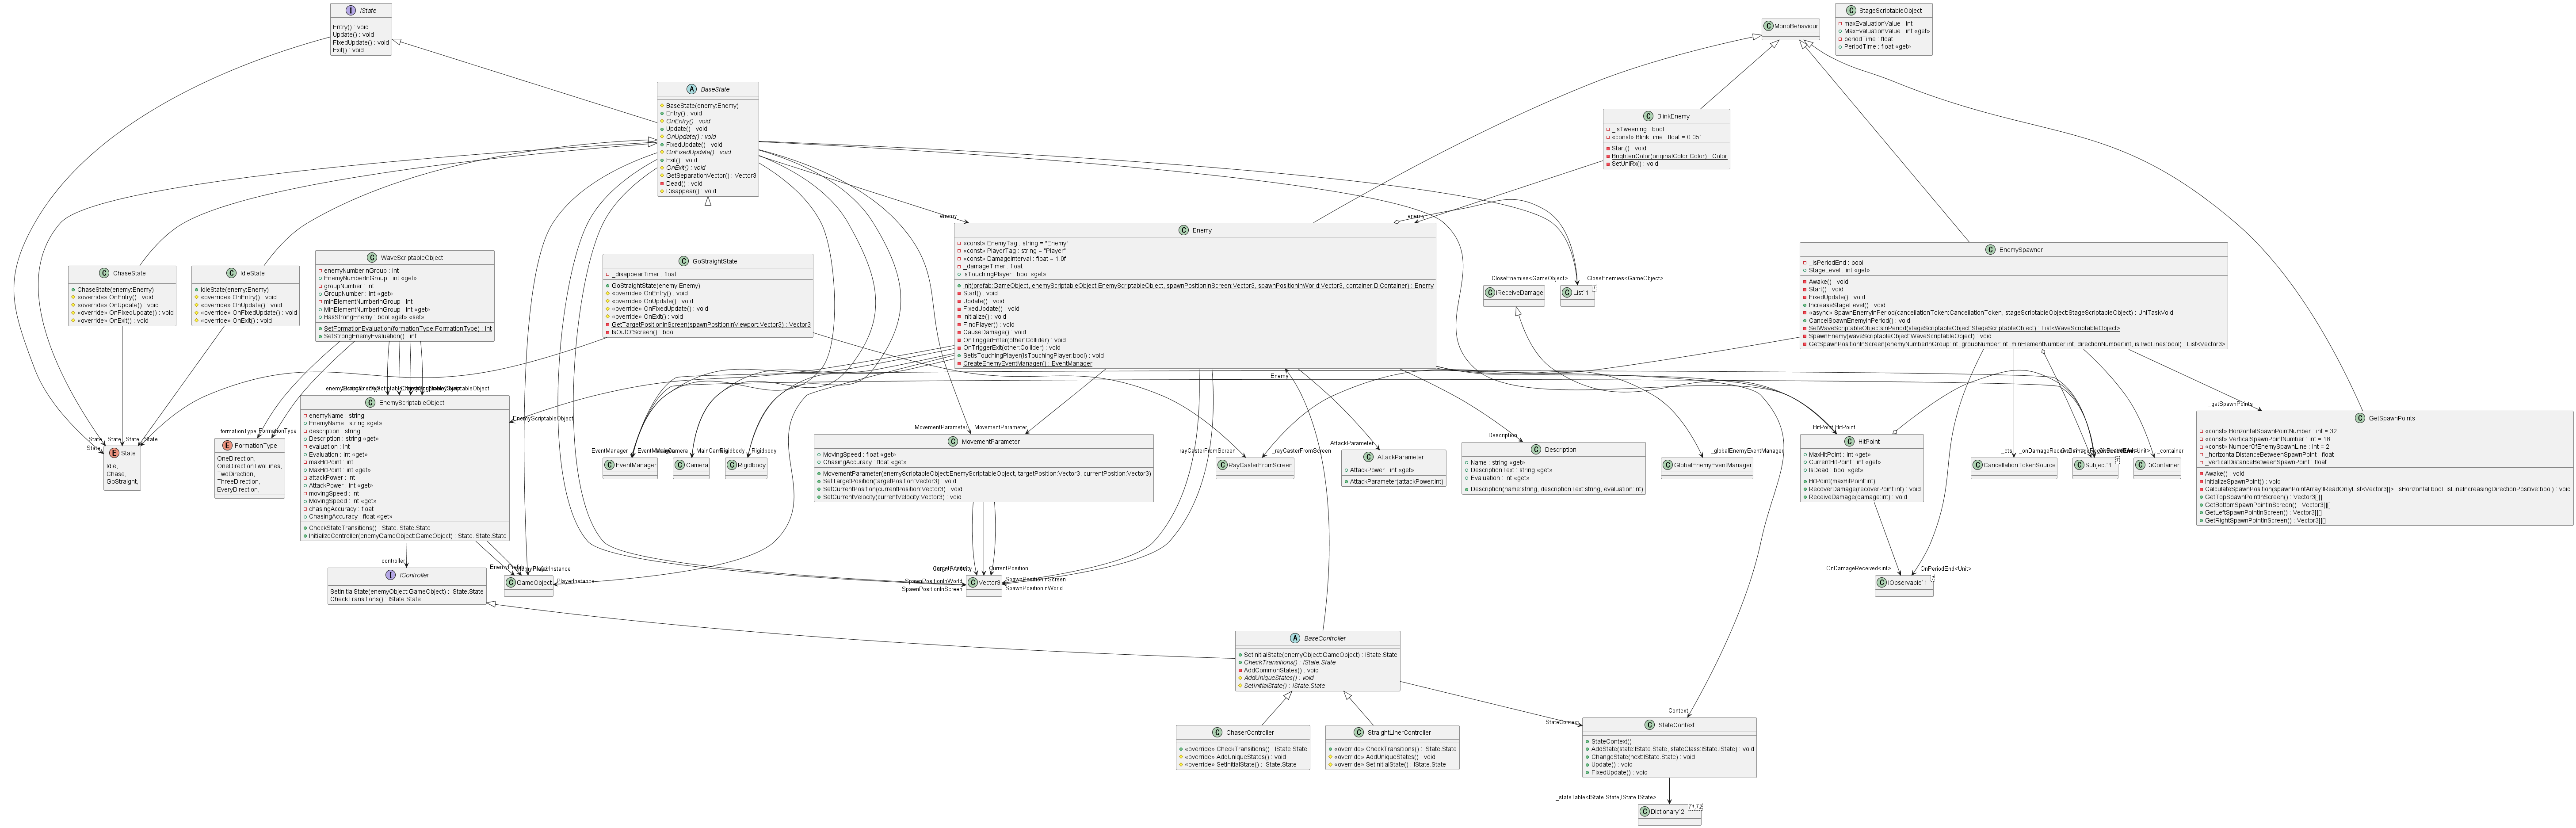 IState
Entry() : void
Update() : void
FixedUpdate() : void
Exit() : void
StageScriptableObject
maxEvaluationValue : int
MaxEvaluationValue : int «get»
periodTime : float
PeriodTime : float «get»
MonoBehaviour
BaseState
BaseState(enemy:Enemy)
Entry() : void
OnEntry() : void
Update() : void
OnUpdate() : void
FixedUpdate() : void
OnFixedUpdate() : void
Exit() : void
OnExit() : void
GetSeparationVector() : Vector3
Dead() : void
Disappear() : void
BlinkEnemy
_isTweening : bool
«const» BlinkTime : float = 0.05f
Start() : void
BrightenColor(originalColor:Color) : Color
SetUniRx() : void
enemy
enemy
Enemy
«const» EnemyTag : string = "Enemy"
«const» PlayerTag : string = "Player"
«const» DamageInterval : float = 1.0f
_damageTimer : float
IsTouchingPlayer : bool «get»
Init(prefab:GameObject, enemyScriptableObject:EnemyScriptableObject, spawnPositionInScreen:Vector3, spawnPositionInWorld:Vector3, container:DiContainer) : Enemy
Start() : void
Update() : void
FixedUpdate() : void
Initialize() : void
FindPlayer() : void
CauseDamage() : void
OnTriggerEnter(other:Collider) : void
OnTriggerExit(other:Collider) : void
SetIsTouchingPlayer(isTouchingPlayer:bool) : void
CreateEnemyEventManager() : EventManager
EnemySpawner
_isPeriodEnd : bool
StageLevel : int «get»
Awake() : void
Start() : void
FixedUpdate() : void
IncreaseStageLevel() : void
«async» SpawnEnemyInPeriod(cancellationToken:CancellationToken, stageScriptableObject:StageScriptableObject) : UniTaskVoid
CancelSpawnEnemyInPeriod() : void
SetWaveScriptableObjectsInPeriod(stageScriptableObject:StageScriptableObject) : List<WaveScriptableObject>
SpawnEnemy(waveScriptableObject:WaveScriptableObject) : void
GetSpawnPositionInScreen(enemyNumberInGroup:int, groupNumber:int, minElementNumber:int, directionNumber:int, isTwoLines:bool) : List<Vector3>
ChaseState
ChaseState(enemy:Enemy)
«override» OnEntry() : void
«override» OnUpdate() : void
«override» OnFixedUpdate() : void
«override» OnExit() : void
IdleState
IdleState(enemy:Enemy)
«override» OnEntry() : void
«override» OnUpdate() : void
«override» OnFixedUpdate() : void
«override» OnExit() : void
WaveScriptableObject
enemyNumberInGroup : int
EnemyNumberInGroup : int «get»
groupNumber : int
GroupNumber : int «get»
minElementNumberInGroup : int
MinElementNumberInGroup : int «get»
HasStrongEnemy : bool «get» «set»
SetFormationEvaluation(formationType:FormationType) : int
SetStrongEnemyEvaluation() : int
GoStraightState
_disappearTimer : float
GoStraightState(enemy:Enemy)
«override» OnEntry() : void
«override» OnUpdate() : void
«override» OnFixedUpdate() : void
«override» OnExit() : void
GetTargetPositionInScreen(spawnPositionInViewport:Vector3) : Vector3
IsOutOfScreen() : bool
CloseEnemies<GameObject>
CloseEnemies<GameObject>
IReceiveDamage
List`1
Enemy
EnemyScriptableObject
EnemyScriptableObject
enemyName : string
EnemyName : string «get»
description : string
Description : string «get»
evaluation : int
Evaluation : int «get»
maxHitPoint : int
MaxHitPoint : int «get»
attackPower : int
AttackPower : int «get»
movingSpeed : int
MovingSpeed : int «get»
chasingAccuracy : float
ChasingAccuracy : float «get»
CheckStateTransitions() : State.IState.State
InitializeController(enemyGameObject:GameObject) : State.IState.State
formationType
FormationType
FormationType
OneDirection,
OneDirectionTwoLines,
TwoDirection,
ThreeDirection,
EveryDirection,
State
State
State
State
State
State
Idle,
Chase,
GoStraight,
EventManager
EventManager
MainCamera
Camera
Rigidbody
Rigidbody
MovementParameter
MovementParameter
MovementParameter
MovingSpeed : float «get»
ChasingAccuracy : float «get»
MovementParameter(enemyScriptableObject:EnemyScriptableObject, targetPosition:Vector3, currentPosition:Vector3)
SetTargetPosition(targetPosition:Vector3) : void
SetCurrentPosition(currentPosition:Vector3) : void
SetCurrentVelocity(currentVelocity:Vector3) : void
rayCasterFromScreen
_rayCasterFromScreen
RayCasterFromScreen
AttackParameter
AttackParameter
AttackPower : int «get»
AttackParameter(attackPower:int)
Description
Description
Name : string «get»
DescriptionText : string «get»
Evaluation : int «get»
Description(name:string, descriptionText:string, evaluation:int)
_globalEnemyEventManager
GlobalEnemyEventManager
HitPoint
HitPoint
HitPoint
MaxHitPoint : int «get»
CurrentHitPoint : int «get»
IsDead : bool «get»
HitPoint(maxHitPoint:int)
RecoverDamage(recoverPoint:int) : void
ReceiveDamage(damage:int) : void
_cts
CancellationTokenSource
Subject`1
_container
DiContainer
_getSpawnPoints
GetSpawnPoints
«const» HorizontalSpawnPointNumber : int = 32
«const» VerticalSpawnPointNumber : int = 18
«const» NumberOfEnemySpawnLine : int = 2
_horizontalDistanceBetweenSpawnPoint : float
_verticalDistanceBetweenSpawnPoint : float
Awake() : void
InitializeSpawnPoint() : void
CalculateSpawnPosition(spawnPointArray:IReadOnlyList<Vector3[]>, isHorizontal:bool, isLineIncreasingDirectionPositive:bool) : void
GetTopSpawnPointInScreen() : Vector3[][]
GetBottomSpawnPointInScreen() : Vector3[][]
GetLeftSpawnPointInScreen() : Vector3[][]
GetRightSpawnPointInScreen() : Vector3[][]
controller
IController
SetInitialState(enemyObject:GameObject) : IState.State
CheckTransitions() : IState.State
PlayerInstance
GameObject
CurrentPosition
SpawnPositionInWorld
SpawnPositionInScreen
SpawnPositionInScreen
SpawnPositionInWorld
Vector3
OnDamageReceived<int>
OnPeriodEnd<Unit>
IObservable`1
BaseController
SetInitialState(enemyObject:GameObject) : IState.State
CheckTransitions() : IState.State
AddCommonStates() : void
AddUniqueStates() : void
SetInitialState() : IState.State
ChaserController
«override» CheckTransitions() : IState.State
«override» AddUniqueStates() : void
«override» SetInitialState() : IState.State
StraightLinerController
«override» CheckTransitions() : IState.State
«override» AddUniqueStates() : void
«override» SetInitialState() : IState.State
StateContext
Context
StateContext
StateContext()
AddState(state:IState.State, stateClass:IState.IState) : void
ChangeState(next:IState.State) : void
Update() : void
FixedUpdate() : void
_stateTable<IState.State,IState.IState>
Dictionary`2